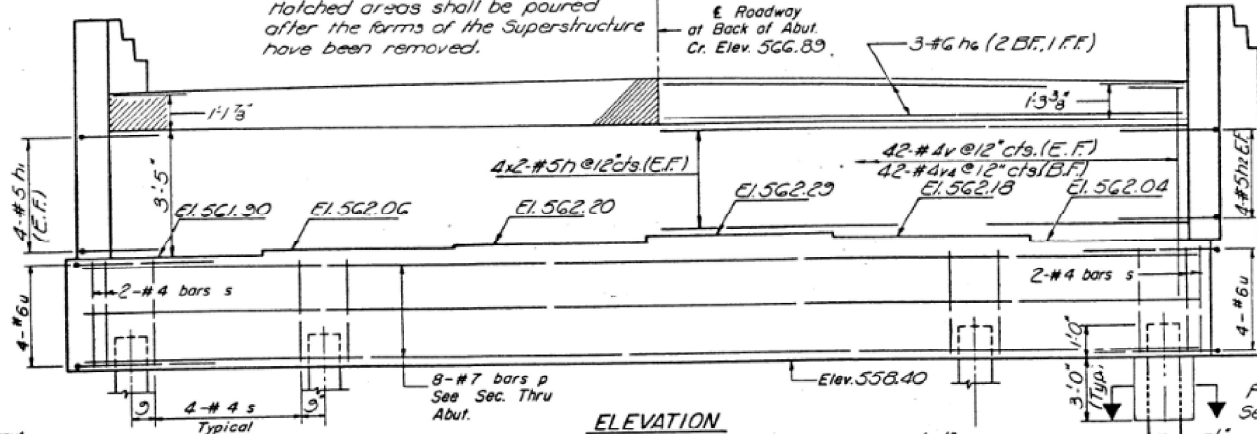 Hatched areas shall be poured
after the forms of the Superstructure
have been removed.
℄ Roadway
at Back of Abut.
Cr. Elev. 566.89
3-#6 h6 (2 B.F., 1 F.F.)
1'-1 7/8"
1'-3 3/8"
4-#5 h1
(E.F.)
3'-5"
4x2-#5h @ 12"cts. (E.F.)
42-#4v @ 12" cts. (E.F.)
42-#4v4 @ 12" cts (B.F.)
4-#5h2 E.F.
El. 561.90
El. 562.06
El. 562.20
El. 562.29
El. 562.18
El. 562.04
4-#6u
2-#4 bars s
2-#4 bars s
4-#6u
1'-0"
3'-0"
(Typ.)
8-#7 bars p
See Sec. Thru
Abut.
Elev. 558.40
9"
4-#4 s
Typical
9"
ELEVATION